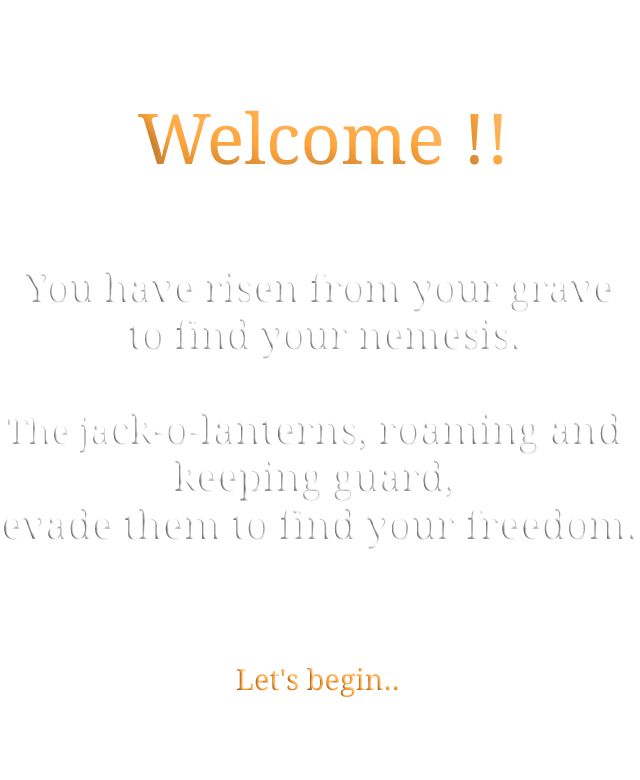 Welcome !!
You have risen from your grave
to find your nemesis.
The jack-o-lanterns, roaming and
keeping guard,
evade them to find your freedom.
Let's begin..